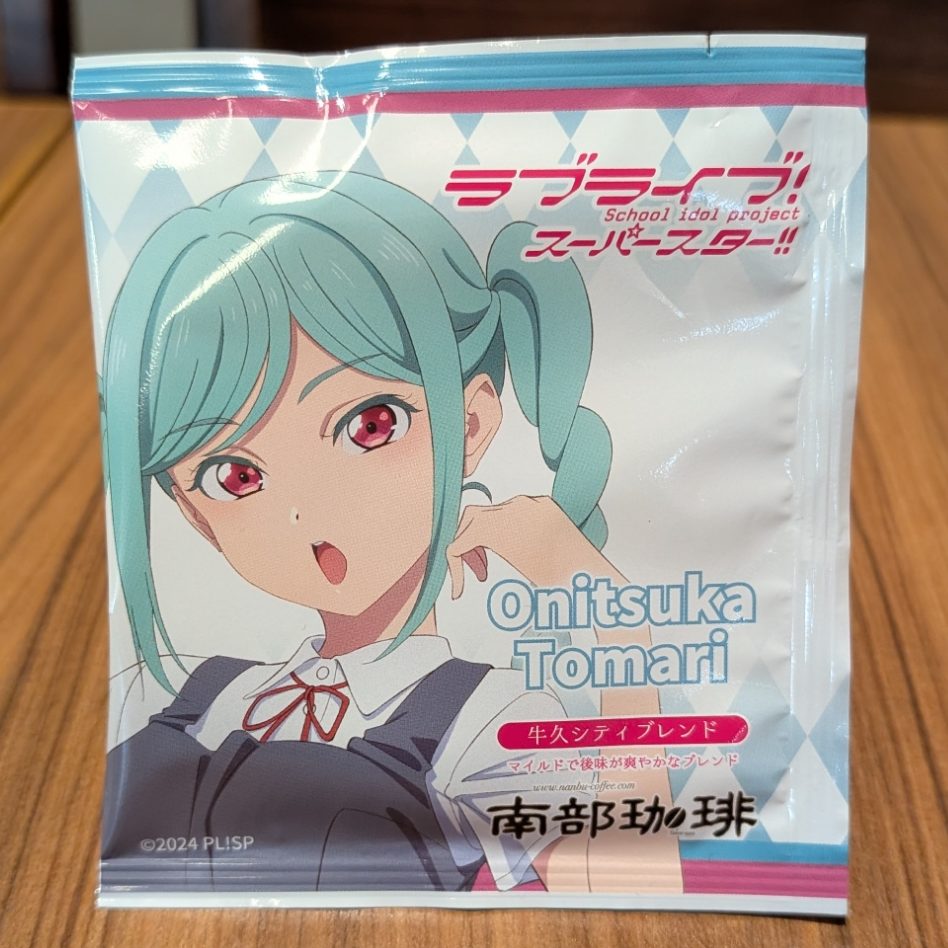 ラブライブ!
School idol project
スーパースター!!
Onitsuka
Tomari
牛久シティブレンド
マイルドで後味が爽やかなブレンド
www.nanbu-coffee.com
南部珈琲
©2024 PL!SP